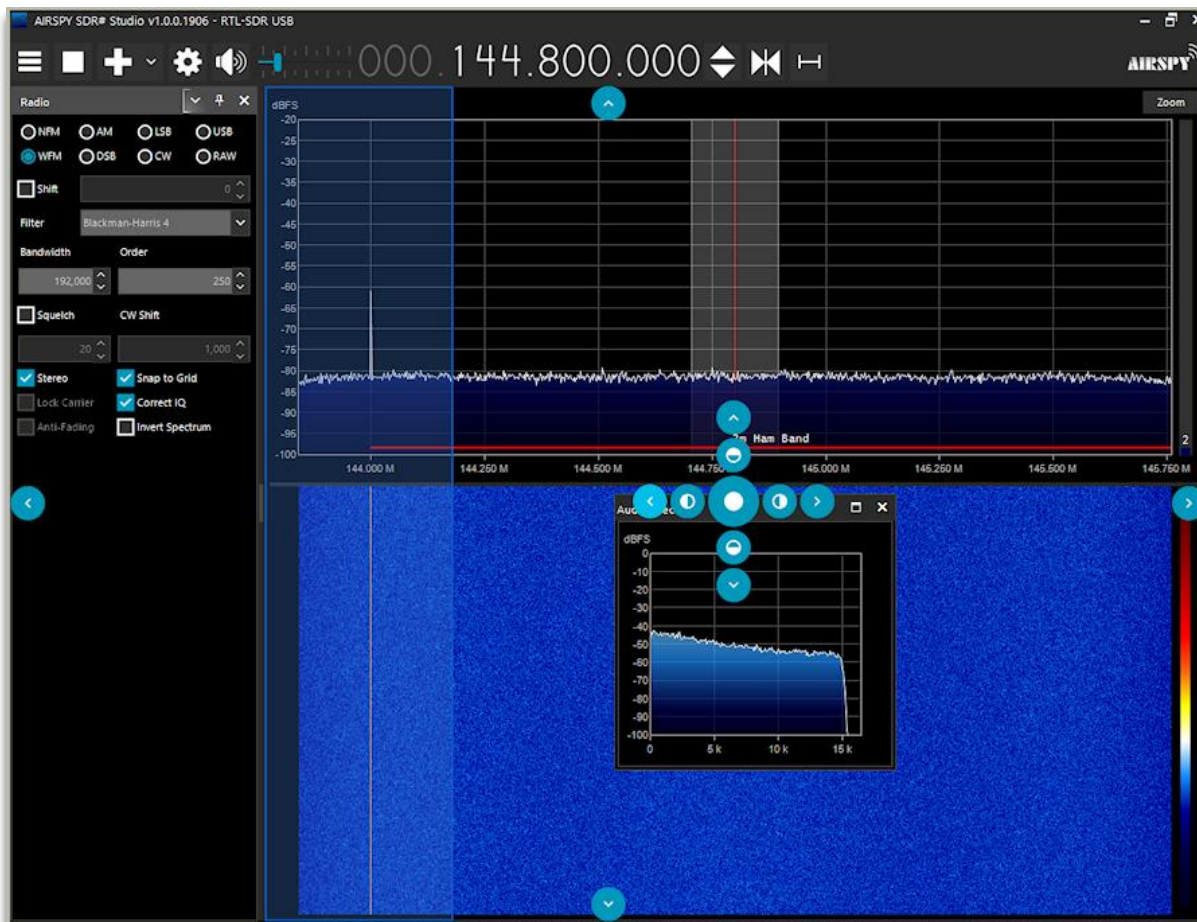 AIRSPY SDR# Studio v1.0.0.1906 - RTL-SDR USB
000.144.800.000
AIRSPY
Radio
NFM AM LSB USB
WFM DSB CW RAW
Shift 0
Filter Blackman-Harris 4
Bandwidth Order
192,000 250
Squelch CW Shift
20 1,000
Stereo Snap to Grid
Lock Carrier Correct IQ
Anti-Fading Invert Spectrum
Zoom
dBFS
-20
-25
-30
-35
-40
-45
-50
-55
-60
-65
-70
-75
-80
-85
-90
-95
-100
Ham Band
2
144.000 M 144.250 M 144.500 M 144.750 145.000 M 145.250 M 145.500 M 145.750 M
dBFS
0
-10
-20
-30
-40
-50
-60
-70
-80
-90
-100
0 5 k 10 k 15 k